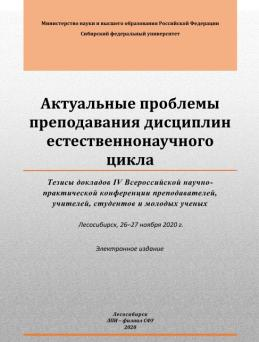 Министерство науки и высшего образования Российской Федерации
Сибирский федеральный университет
Актуальные проблемы
преподавания дисциплин
естественнонаучного
цикла
Тезисы докладов IV Всероссийской научно-
практической конференции преподавателей,
учителей, студентов и молодых ученых
Лесосибирск, 26–27 ноября 2020 г.
Электронное издание
Лесосибирск
ЛПИ – филиал СФУ
2020